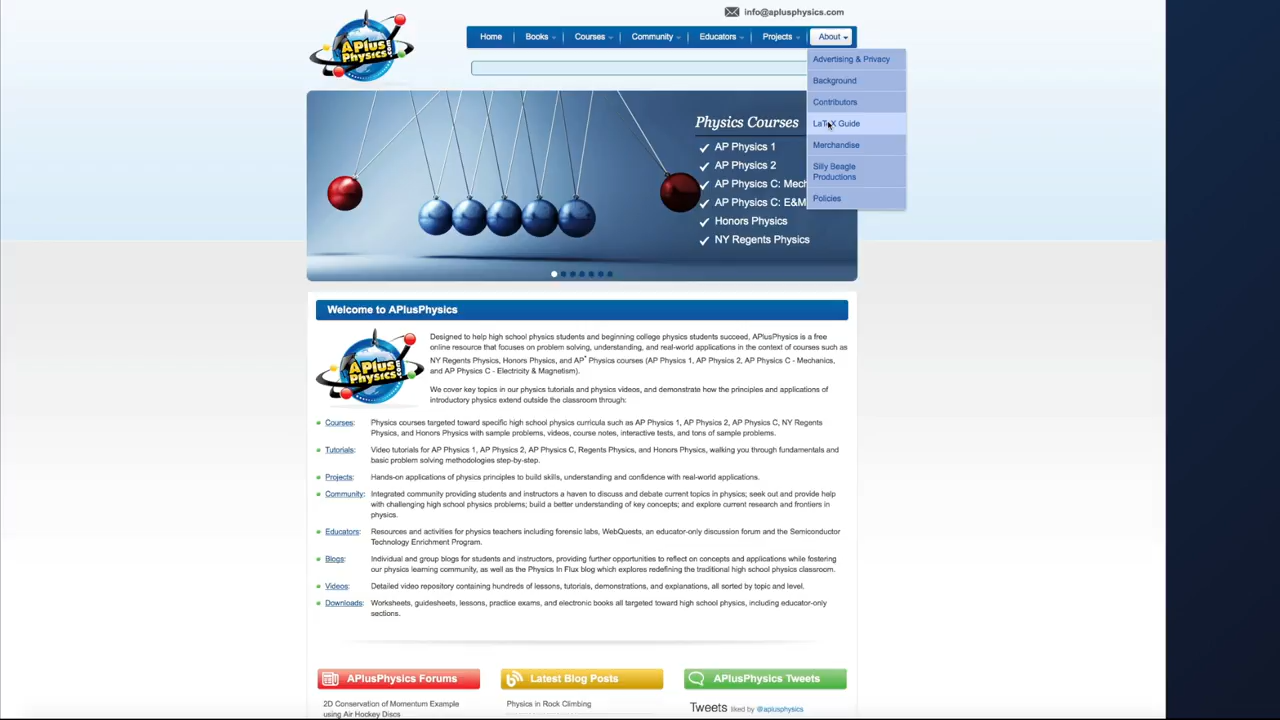 info@aplusphysics.com
APlus
Physics
.com
Home Books Courses Community Educators Projects About
Advertising & Privacy
Background
Contributors
LaTeX Guide
Merchandise
Silly Beagle
Productions
Policies
Physics Courses
AP Physics 1
AP Physics 2
AP Physics C: Mech
AP Physics C: E&M
Honors Physics
NY Regents Physics
Welcome to APlusPhysics
APlus
Physics
.com
Designed to help high school physics students and beginning college physics students succeed, APlusPhysics is a free
online resource that focuses on problem solving, understanding, and real-world applications in the context of courses such as
NY Regents Physics, Honors Physics, and AP* Physics courses (AP Physics 1, AP Physics 2, AP Physics C - Mechanics,
and AP Physics C - Electricity & Magnetism).
We cover key topics in our physics tutorials and physics videos, and demonstrate how the principles and applications of
introductory physics extend outside the classroom through:
Courses: Physics courses targeted toward specific high school physics curricula such as AP Physics 1, AP Physics 2, AP Physics C, NY Regents
Physics, and Honors Physics with sample problems, videos, course notes, interactive tests, and tons of sample problems.
Tutorials: Video tutorials for AP Physics 1, AP Physics 2, AP Physics C, Regents Physics, and Honors Physics, walking you through fundamentals and
basic problem solving methodologies step-by-step.
Projects: Hands-on applications of physics principles to build skills, understanding and confidence with real-world applications.
Community: Integrated community providing students and instructors a haven to discuss and debate current topics in physics; seek out and provide help
with challenging high school physics problems; build a better understanding of key concepts; and explore current research and frontiers in
physics.
Educators: Resources and activities for physics teachers including forensic labs, WebQuests, an educator-only discussion forum and the Semiconductor
Technology Enrichment Program.
Blogs: Individual and group blogs for students and instructors, providing further opportunities to reflect on concepts and applications while fostering
our physics learning community, as well as the Physics In Flux blog which explores redefining the traditional high school physics classroom.
Videos: Detailed video repository containing hundreds of lessons, tutorials, demonstrations, and explanations, all sorted by topic and level.
Downloads: Worksheets, guidesheets, lessons, practice exams, and electronic books all targeted toward high school physics, including educator-only
sections.
APlusPhysics Forums
2D Conservation of Momentum Example
using Air Hockey Discs
Latest Blog Posts
Physics in Rock Climbing
APlusPhysics Tweets
Tweets liked by @aplusphysics